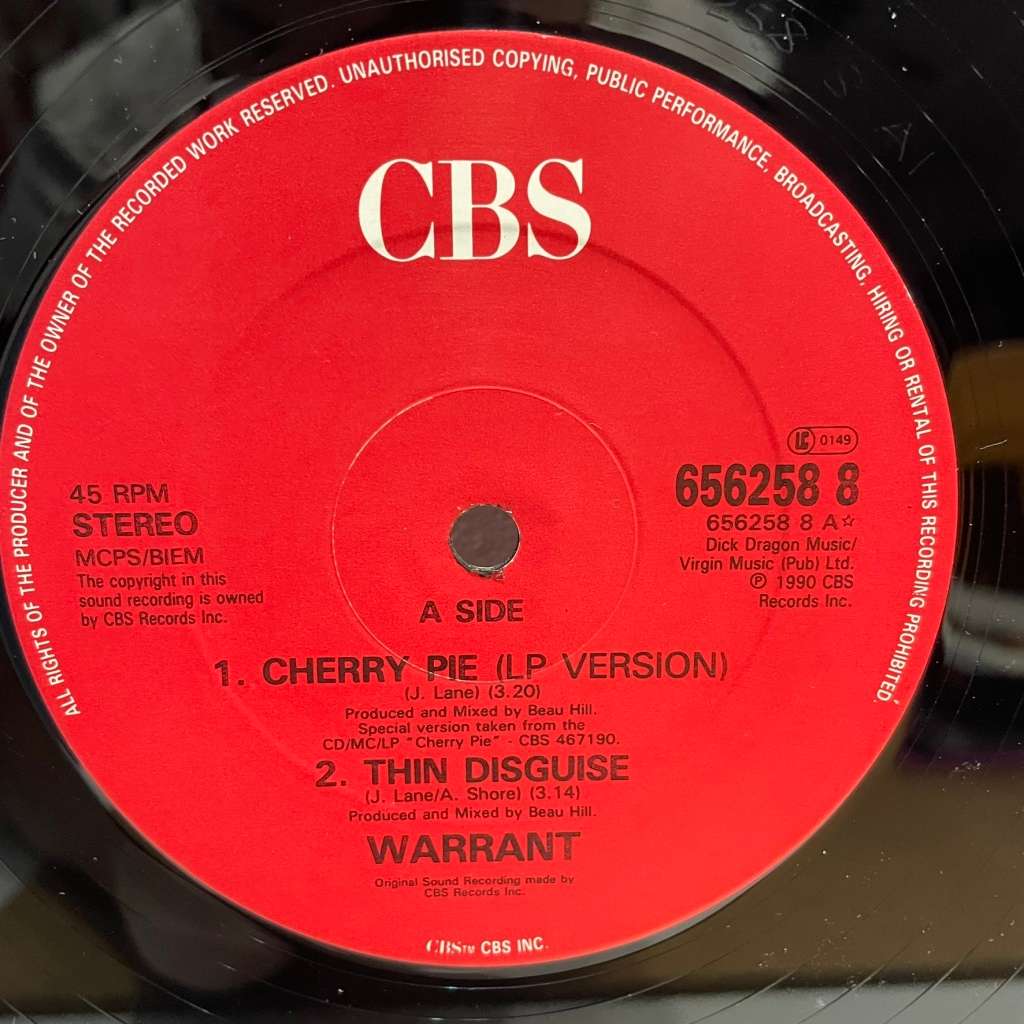 ALL RIGHTS OF THE PRODUCER AND OF THE OWNER OF THE RECORDED WORK RESERVED. UNAUTHORISED COPYING, PUBLIC PERFORMANCE, BROADCASTING, HIRING OR RENTAL OF THIS RECORDING PROHIBITED.
CBS
LC 0149
45 RPM
STEREO
MCPS/BIEM
The copyright in this
sound recording is owned
by CBS Records Inc.
656258 8
656258 8 A☆
Dick Dragon Music/
Virgin Music (Pub) Ltd.
℗ 1990 CBS
Records Inc.
A SIDE
1. CHERRY PIE (LP VERSION)
(J. Lane) (3.20)
Produced and Mixed by Beau Hill.
Special version taken from the
CD/MC/LP "Cherry Pie" - CBS 467190.
2. THIN DISGUISE
(J. Lane/A. Shore) (3.14)
Produced and Mixed by Beau Hill.
WARRANT
Original Sound Recording made by
CBS Records Inc.
CBS™ CBS INC.